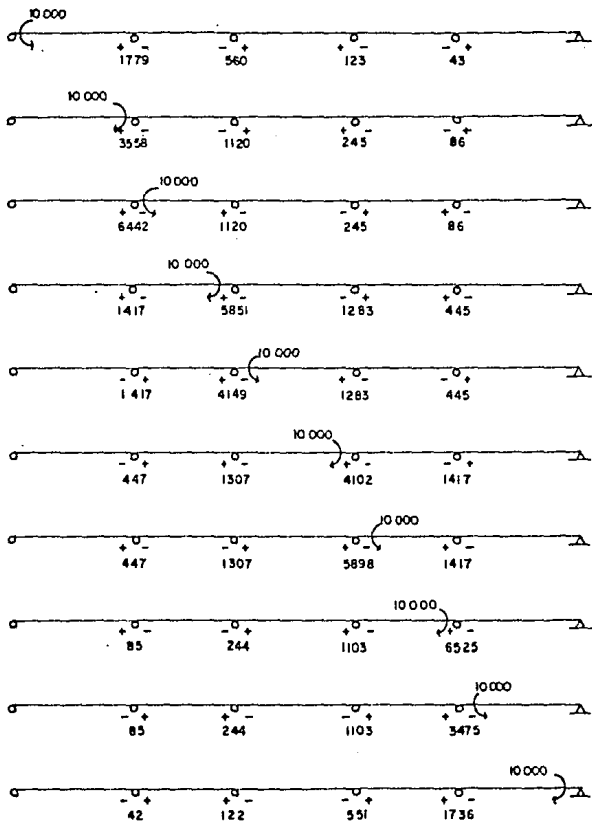 10 000
+ - - + + - - +
1779 560 123 43
10 000
+ - - + + - - +
3558 1120 245 86
10 000
+ - + - - + + -
6442 1120 245 86
10 000
+ - + - - + + -
1417 5851 1283 445
10 000
- + + - + - - +
1 417 4149 1283 445
10 000
- + + - + - - +
447 1307 4102 1417
10 000
+ - - + + - + -
447 1307 5898 1417
10 000
+ - - + + - + -
85 244 1103 6525
10 000
- + + - - + + -
85 244 1103 3475
10 000
- + + - - + + -
42 122 551 1736